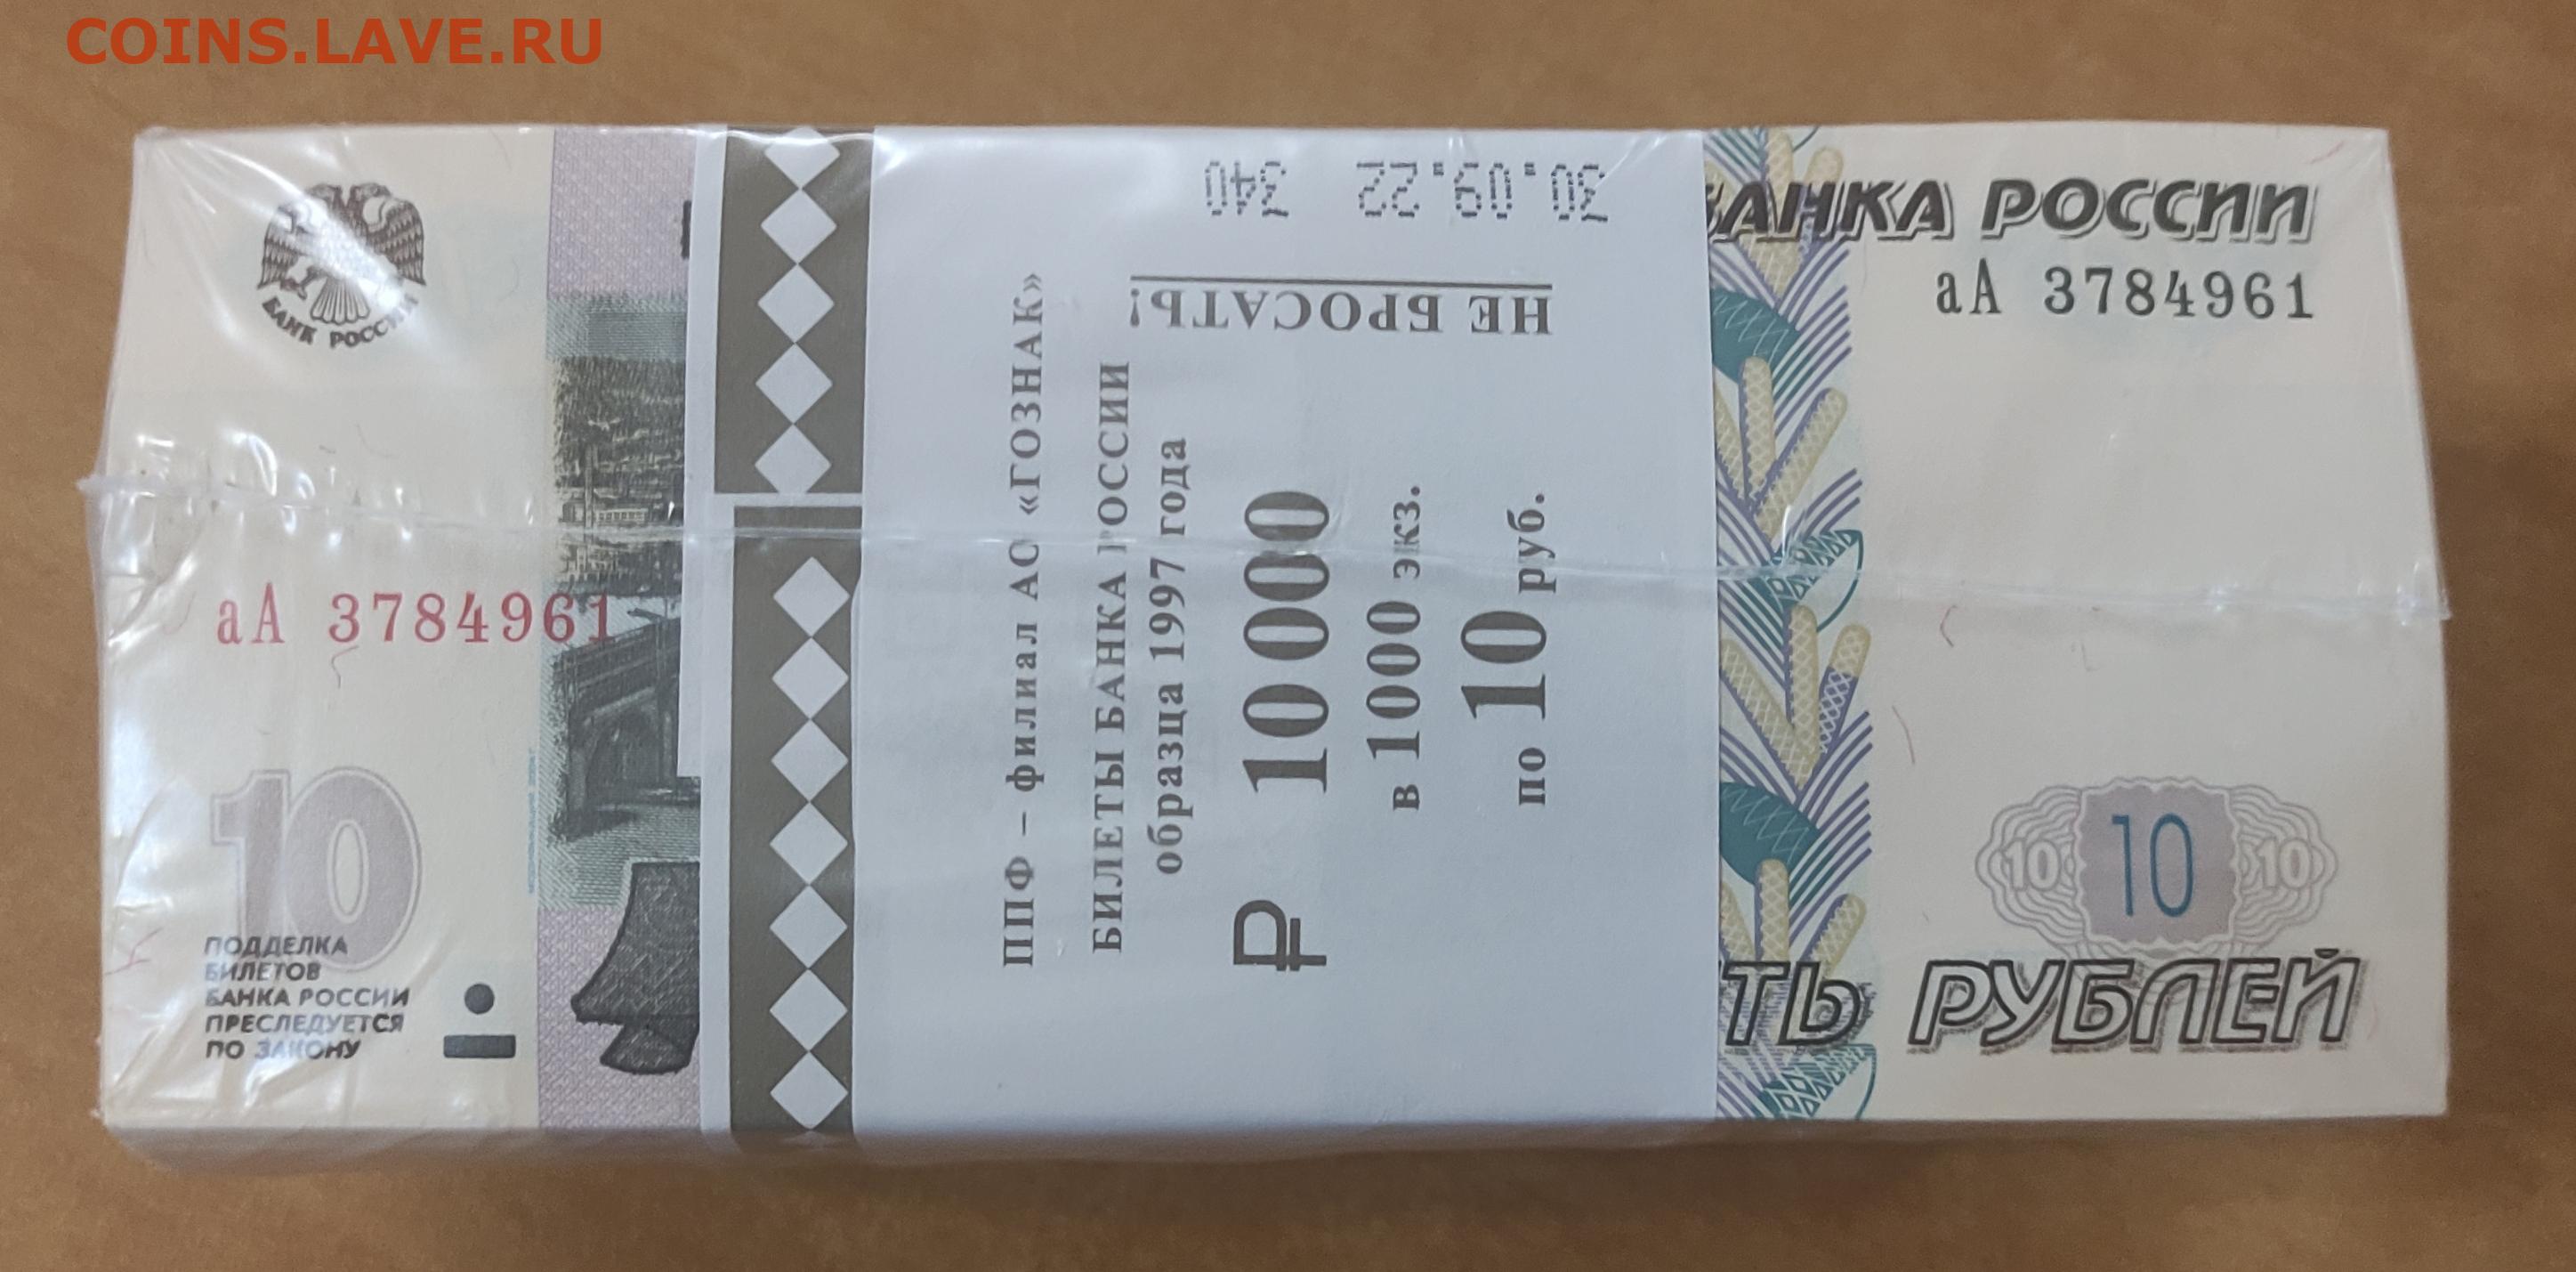 COINS.LAVE.RU
БАНК РОССИИ
аА 3784961
10
ПОДДЕЛКА
БИЛЕТОВ
БАНКА РОССИИ
ПРЕСЛЕДУЕТСЯ
ПО ЗАКОНУ
ППФ – филиал АО «ГОЗНАК»
БИЛЕТЫ БАНКА РОССИИ
образца 1997 года
₽ 10 000
в 1000 экз.
по 10 руб.
НЕ БРОСАТЬ!
30.09.22 340
БАНКА РОССИИ
аА 3784961
10 10 10
ТЬ РУБЛЕЙ